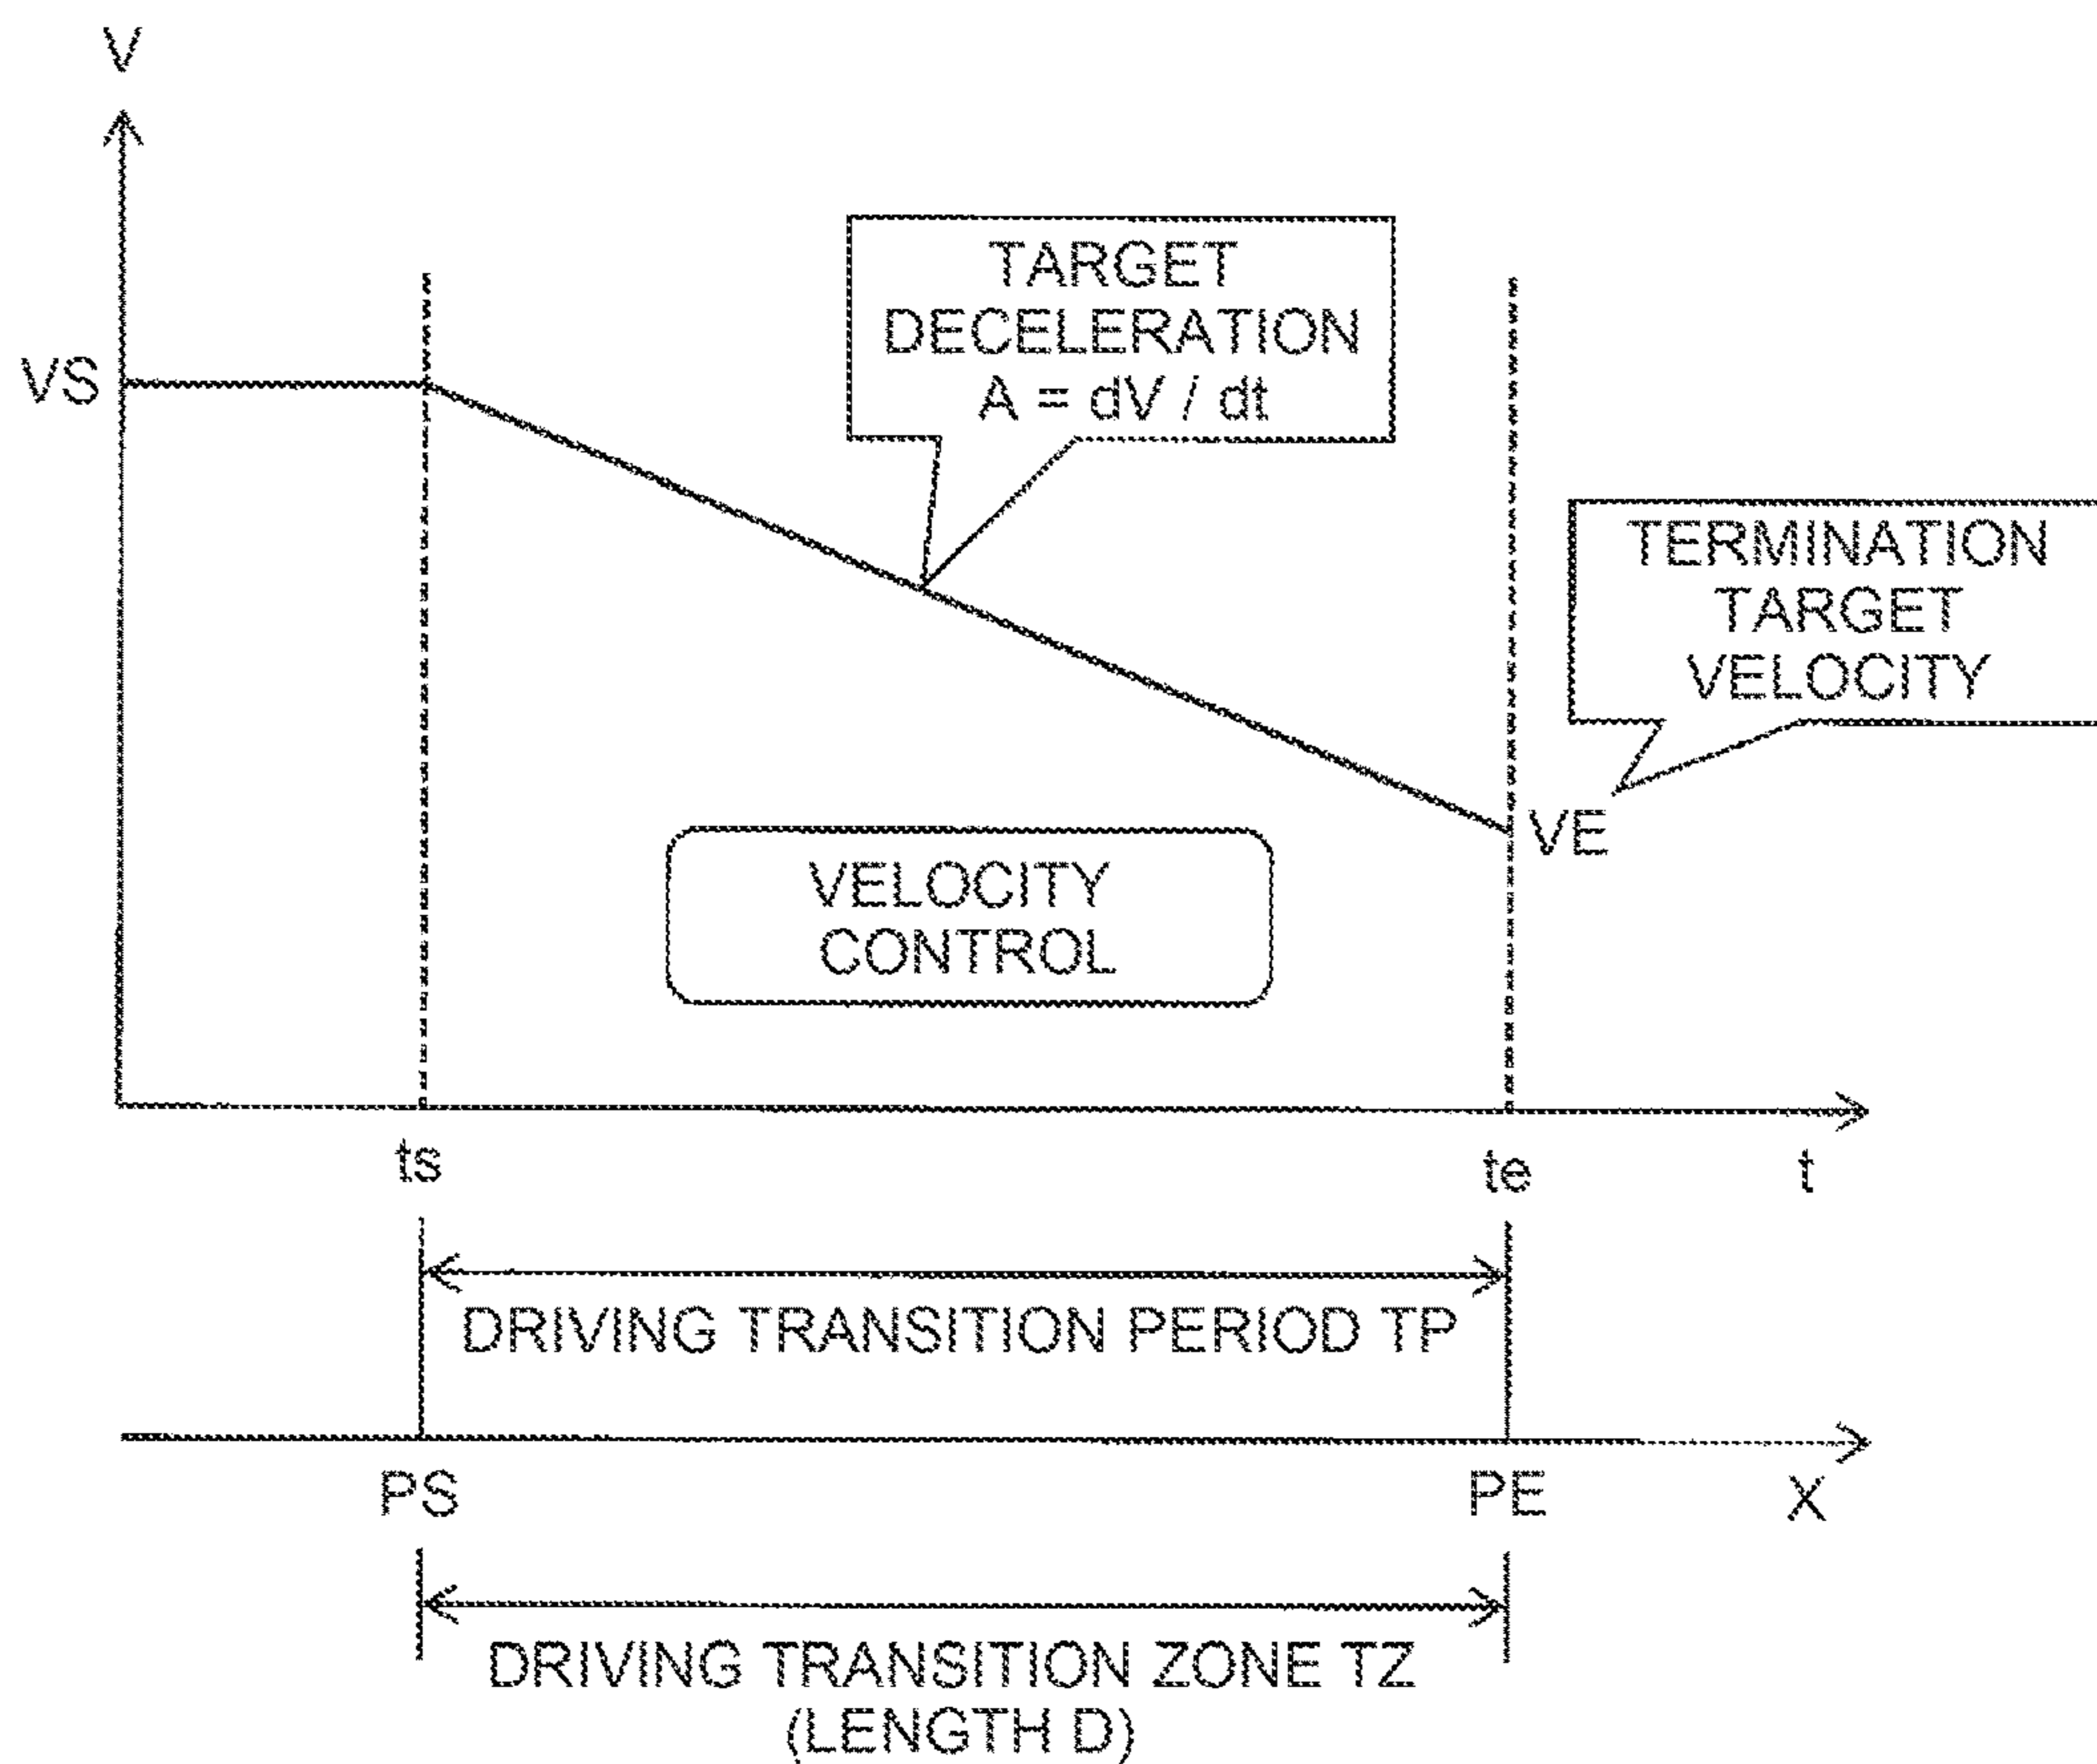 V
TARGET
DECELERATION
A = dV / dt
VS
TERMINATION
TARGET
VELOCITY
VE
VELOCITY
CONTROL
ts
te
t
DRIVING TRANSITION PERIOD TP
PS
PE
X
DRIVING TRANSITION ZONE TZ
(LENGTH D)